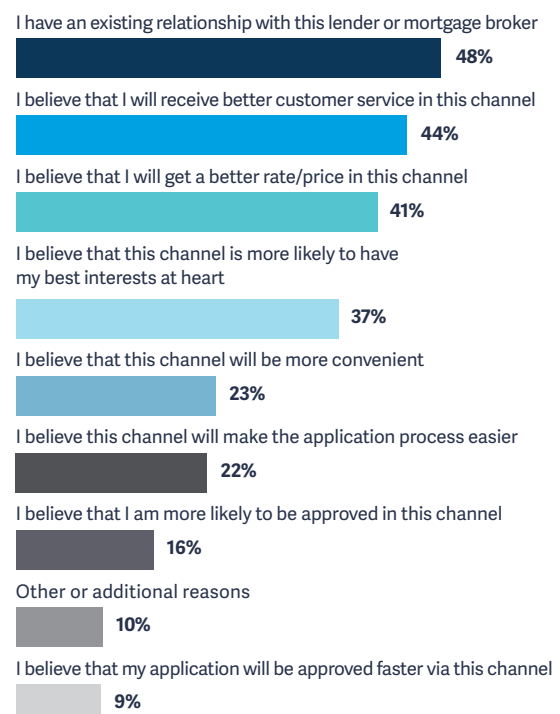 I have an existing relationship with this lender or mortgage broker
48%
I believe that I will receive better customer service in this channel
44%
I believe that I will get a better rate/price in this channel
41%
I believe that this channel is more likely to have
my best interests at heart
37%
I believe that this channel will be more convenient
23%
I believe this channel will make the application process easier
22%
I believe that I am more likely to be approved in this channel
16%
Other or additional reasons
10%
I believe that my application will be approved faster via this channel
9%